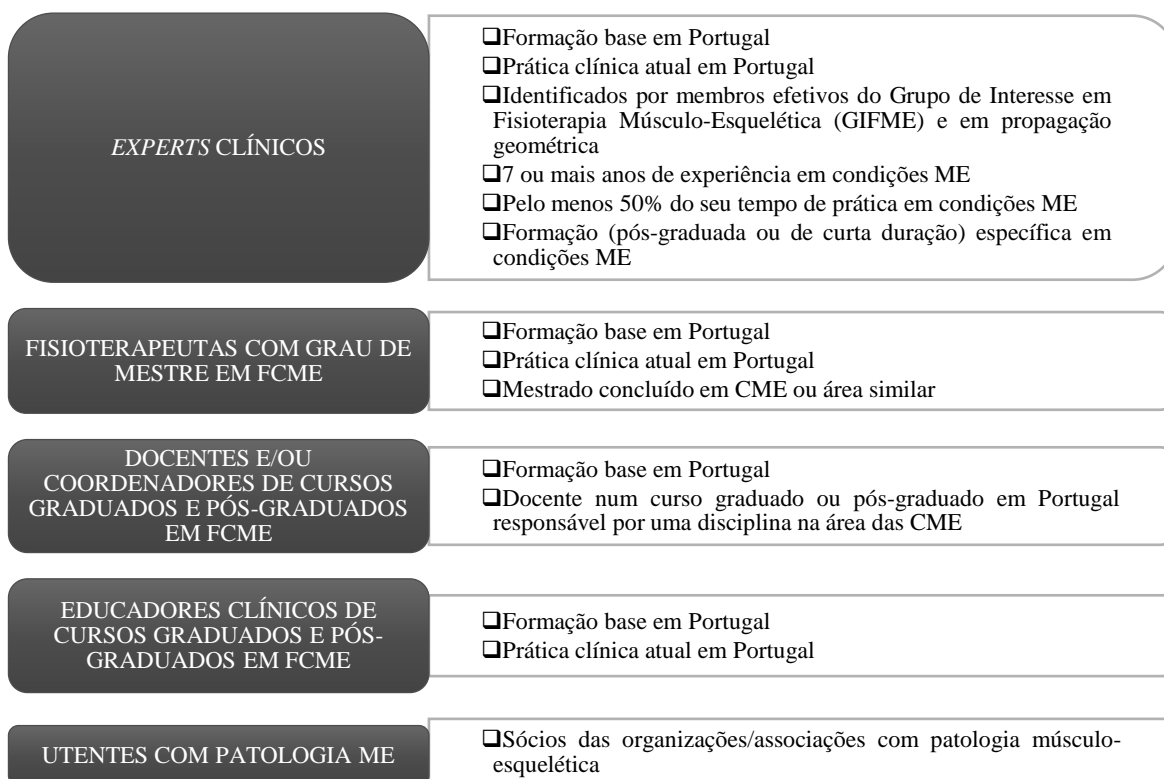 EXPERTS CLÍNICOS
❑Formação base em Portugal
❑Prática clínica atual em Portugal
❑Identificados por membros efetivos do Grupo de Interesse em
Fisioterapia Músculo-Esquelética (GIFME) e em propagação
geométrica
❑7 ou mais anos de experiência em condições ME
❑Pelo menos 50% do seu tempo de prática em condições ME
❑Formação (pós-graduada ou de curta duração) específica em
condições ME
FISIOTERAPEUTAS COM GRAU DE
MESTRE EM FCME
❑Formação base em Portugal
❑Prática clínica atual em Portugal
❑Mestrado concluído em CME ou área similar
DOCENTES E/OU
COORDENADORES DE CURSOS
GRADUADOS E PÓS-GRADUADOS
EM FCME
❑Formação base em Portugal
❑Docente num curso graduado ou pós-graduado em Portugal
responsável por uma disciplina na área das CME
EDUCADORES CLÍNICOS DE
CURSOS GRADUADOS E PÓS-
GRADUADOS EM FCME
❑Formação base em Portugal
❑Prática clínica atual em Portugal
UTENTES COM PATOLOGIA ME
❑Sócios das organizações/associações com patologia músculo-
esquelética